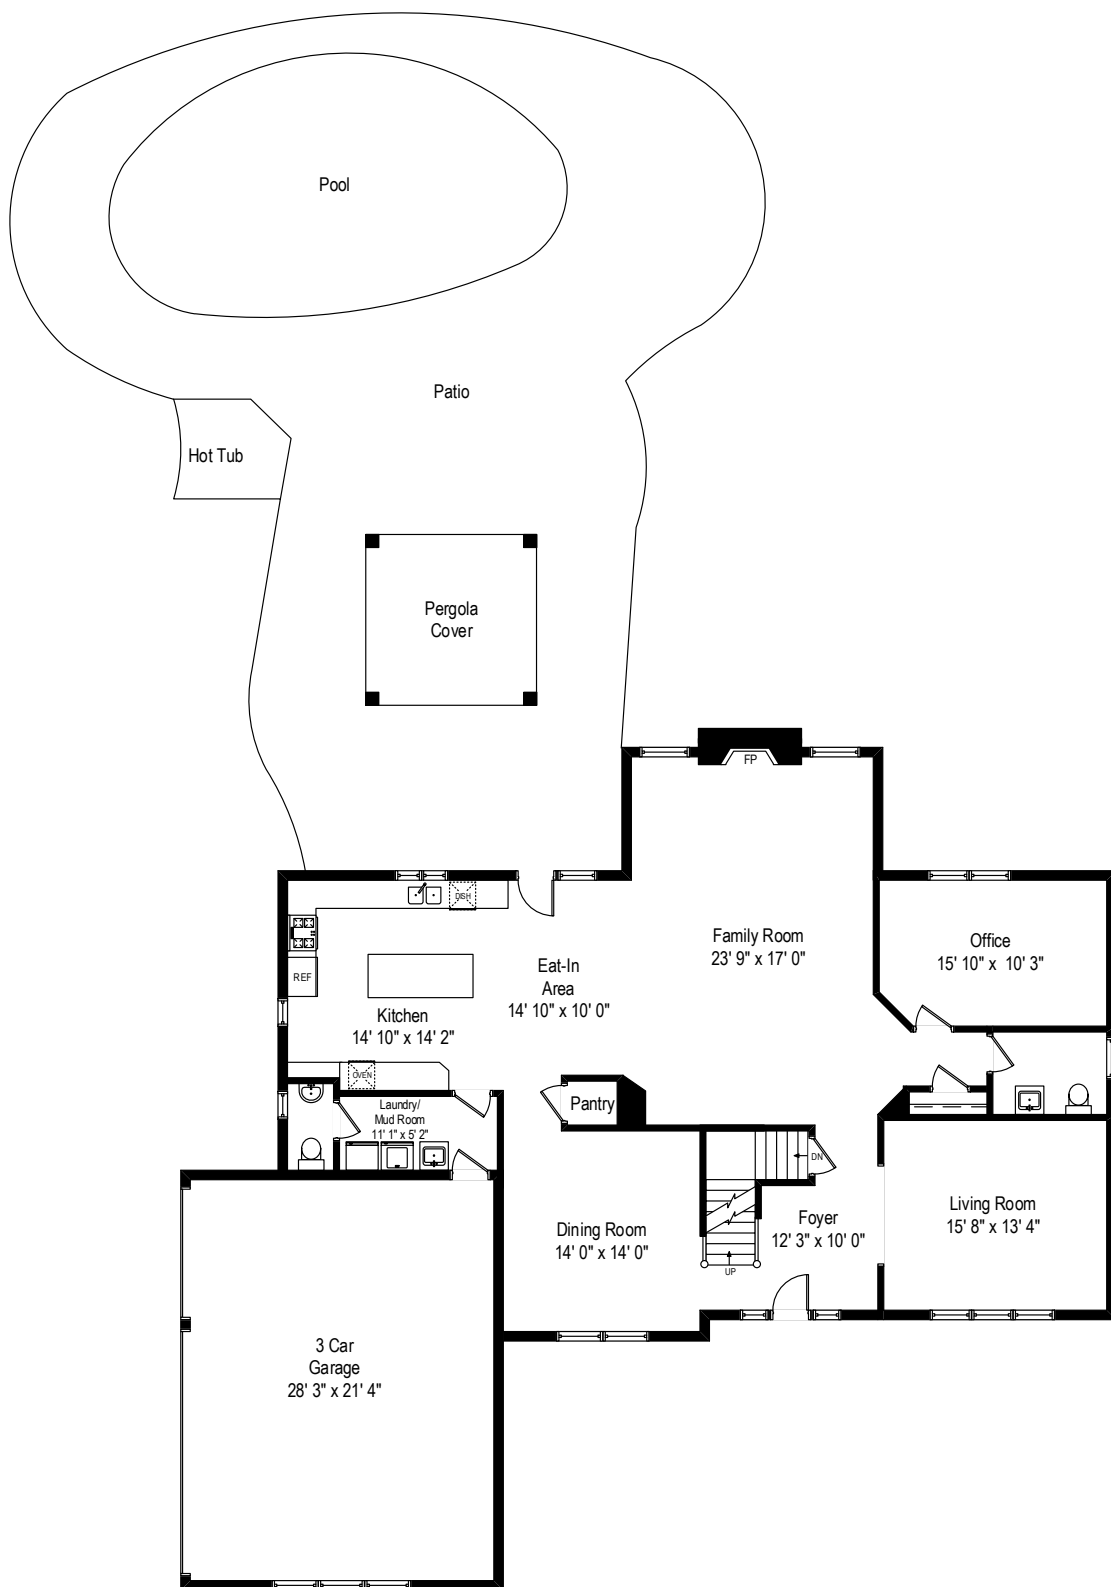 Pool
Patio
Hot Tub
Pergola
Cover
FP
DISH
REF
Family Room
23' 9" x 17' 0"
Office
15' 10" x 10' 3"
Eat-In
Area
14' 10" x 10' 0"
Kitchen
14' 10" x 14' 2"
OVEN
Laundry/
Mud Room
11' 1" x 5' 2"
Pantry
DN
Living Room
15' 8" x 13' 4"
Foyer
12' 3" x 10' 0"
Dining Room
14' 0" x 14' 0"
UP
3 Car
Garage
28' 3" x 21' 4"